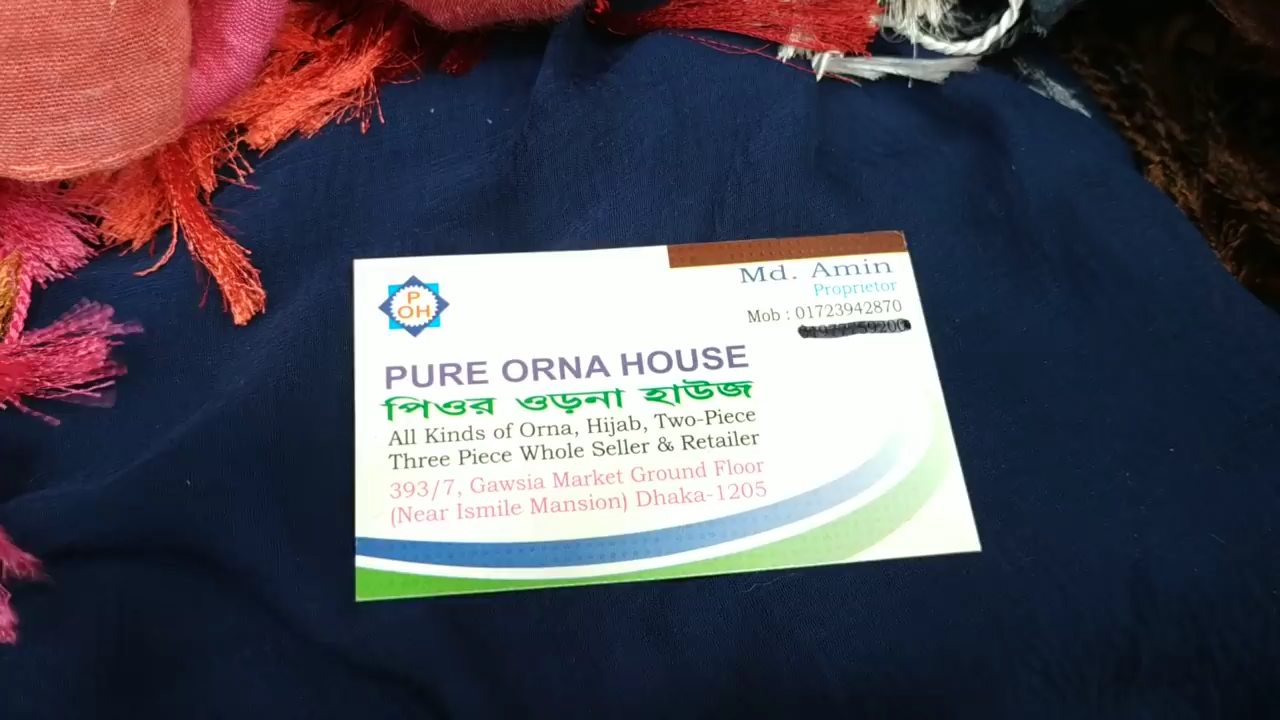 P
OH
Md. Amin
Proprietor
Mob : 01723942870
PURE ORNA HOUSE
পিওর ওড়না হাউজ
All Kinds of Orna, Hijab, Two-Piece
Three Piece Whole Seller & Retailer
393/7, Gawsia Market Ground Floor
(Near Ismile Mansion) Dhaka-1205